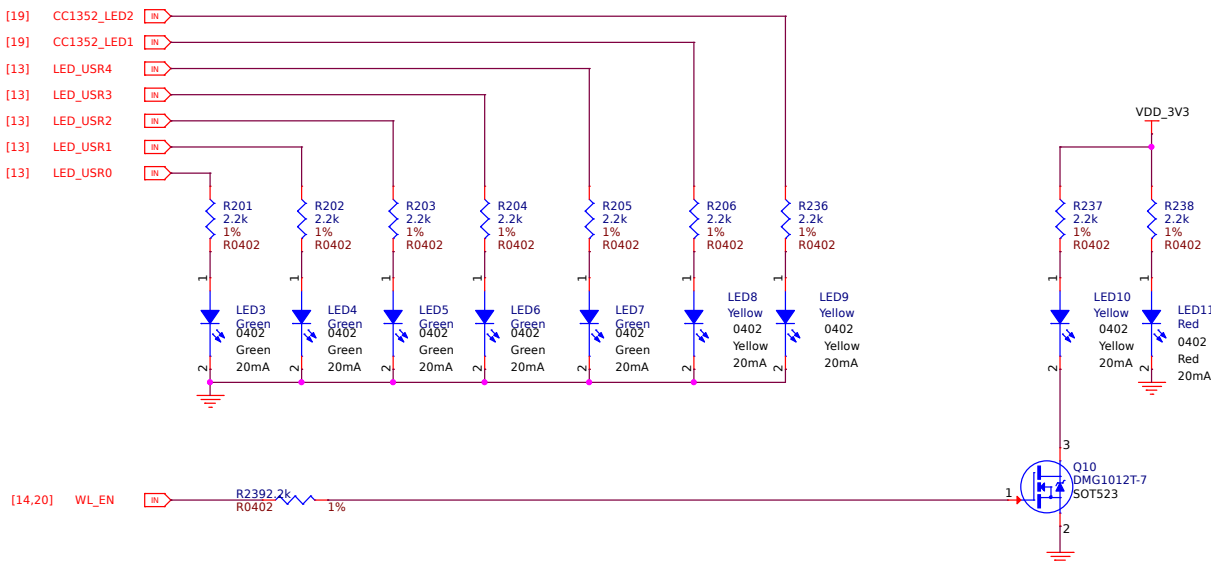 [19] CC1352_LED2 IN
[19] CC1352_LED1 IN
[13] LED_USR4 IN
[13] LED_USR3 IN
[13] LED_USR2 IN
[13] LED_USR1 IN
[13] LED_USR0 IN
VDD_3V3
R201
2.2k
1%
R0402
R202
2.2k
1%
R0402
R203
2.2k
1%
R0402
R204
2.2k
1%
R0402
R205
2.2k
1%
R0402
R206
2.2k
1%
R0402
R236
2.2k
1%
R0402
R237
2.2k
1%
R0402
R238
2.2k
1%
R0402
1 1 1 1 1 1 1 1 1
LED3
Green
0402
Green
20mA
LED4
Green
0402
Green
20mA
LED5
Green
0402
Green
20mA
LED6
Green
0402
Green
20mA
LED7
Green
0402
Green
20mA
LED8
Yellow
0402
Yellow
20mA
LED9
Yellow
0402
Yellow
20mA
LED10
Yellow
0402
Yellow
20mA
LED11
Red
0402
Red
20mA
2 2 2 2 2 2 2 2 2
3
Q10
DMG1012T-7
SOT523
1
2
[14,20] WL_EN IN
R239 2.2k
R0402 1%